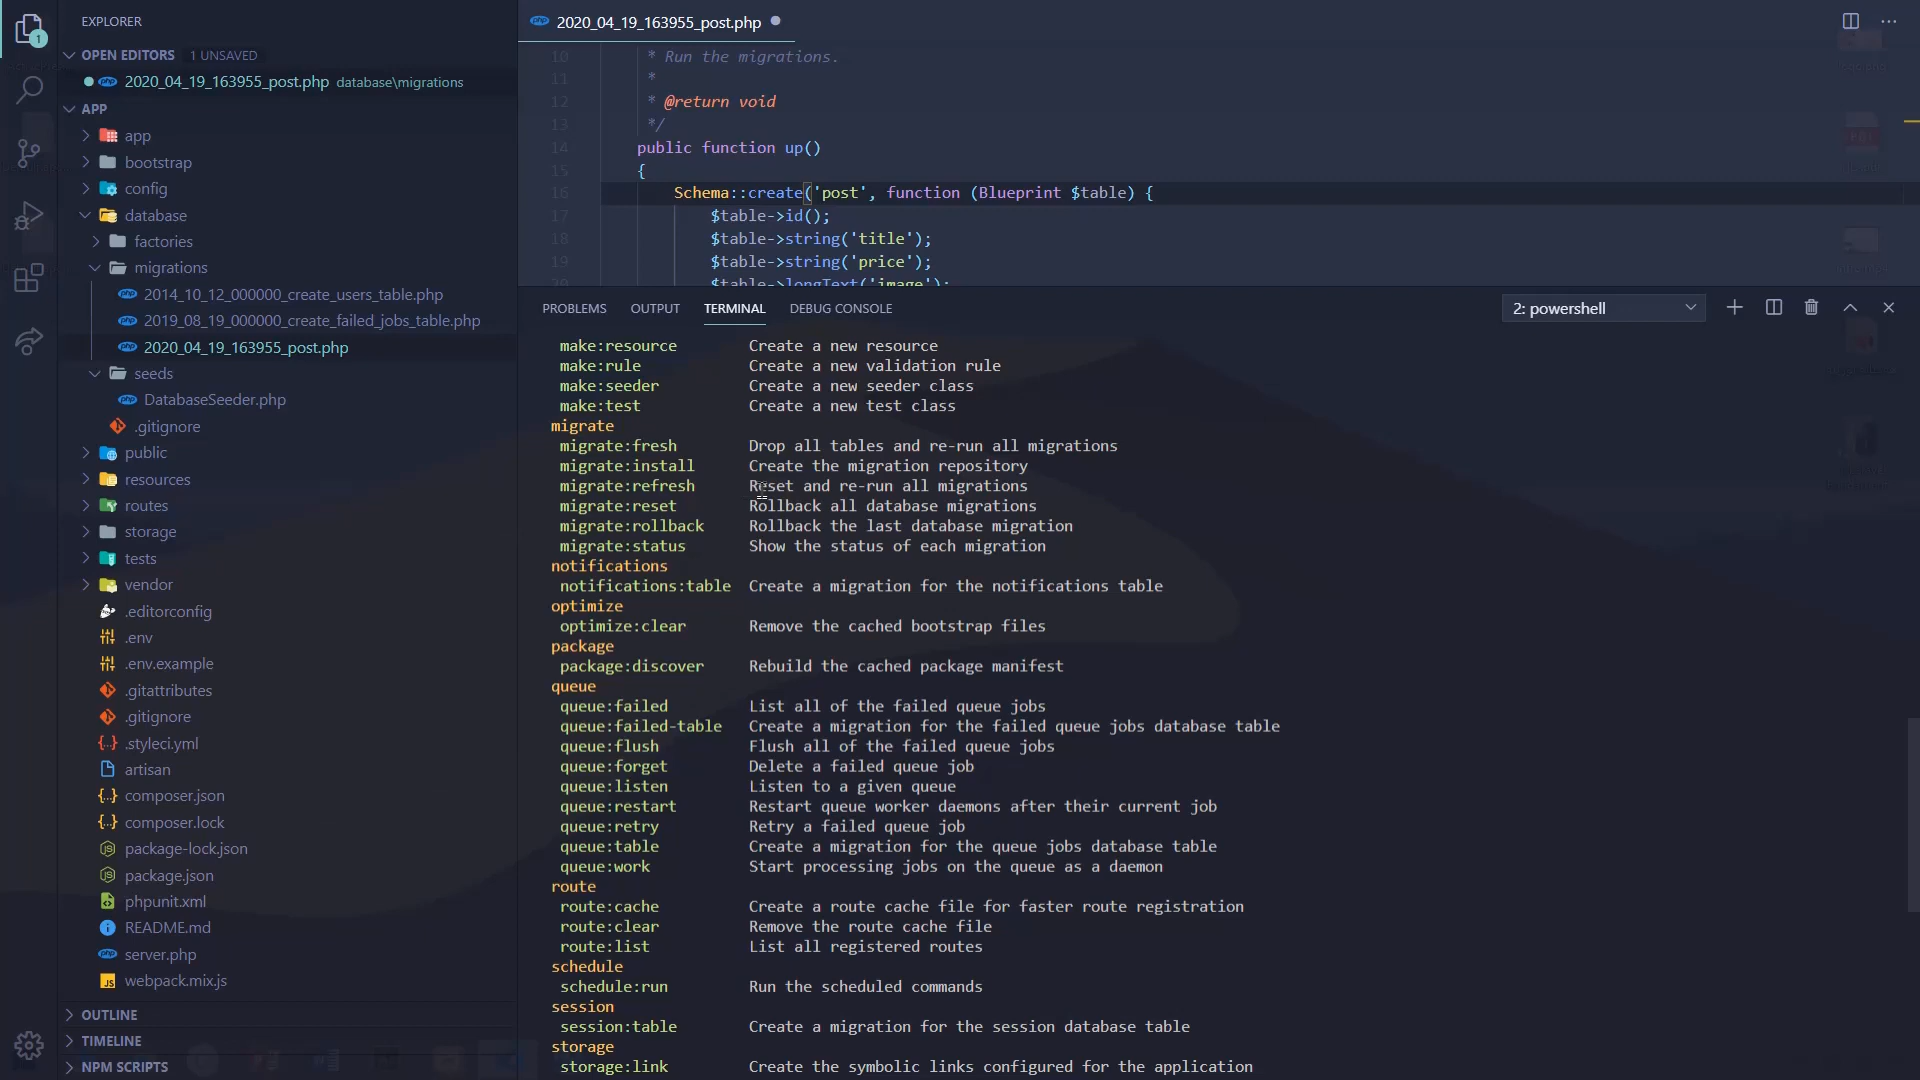 EXPLORER
OPEN EDITORS 1 UNSAVED
2020_04_19_163955_post.php database\migrations
APP
app
bootstrap
config
database
factories
migrations
2014_10_12_000000_create_users_table.php
2019_08_19_000000_create_failed_jobs_table.php
2020_04_19_163955_post.php
seeds
DatabaseSeeder.php
.gitignore
public
resources
routes
storage
tests
vendor
.editorconfig
.env
.env.example
.gitattributes
.gitignore
.styleci.yml
artisan
composer.json
composer.lock
package-lock.json
package.json
phpunit.xml
README.md
server.php
webpack.mix.js
OUTLINE
TIMELINE
NPM SCRIPTS
1
2020_04_19_163955_post.php
10 * Run the migrations.
11 *
12 * @return void
13 */
14 public function up()
15 {
16 Schema::create('post', function (Blueprint $table) {
17 $table->id();
18 $table->string('title');
19 $table->string('price');
20 $table->longText('image');
PROBLEMS OUTPUT TERMINAL DEBUG CONSOLE 2: powershell
make:resource Create a new resource
make:rule Create a new validation rule
make:seeder Create a new seeder class
make:test Create a new test class
migrate
migrate:fresh Drop all tables and re-run all migrations
migrate:install Create the migration repository
migrate:refresh Reset and re-run all migrations
migrate:reset Rollback all database migrations
migrate:rollback Rollback the last database migration
migrate:status Show the status of each migration
notifications
notifications:table Create a migration for the notifications table
optimize
optimize:clear Remove the cached bootstrap files
package
package:discover Rebuild the cached package manifest
queue
queue:failed List all of the failed queue jobs
queue:failed-table Create a migration for the failed queue jobs database table
queue:flush Flush all of the failed queue jobs
queue:forget Delete a failed queue job
queue:listen Listen to a given queue
queue:restart Restart queue worker daemons after their current job
queue:retry Retry a failed queue job
queue:table Create a migration for the queue jobs database table
queue:work Start processing jobs on the queue as a daemon
route
route:cache Create a route cache file for faster route registration
route:clear Remove the route cache file
route:list List all registered routes
schedule
schedule:run Run the scheduled commands
session
session:table Create a migration for the session database table
storage
storage:link Create the symbolic links configured for the application